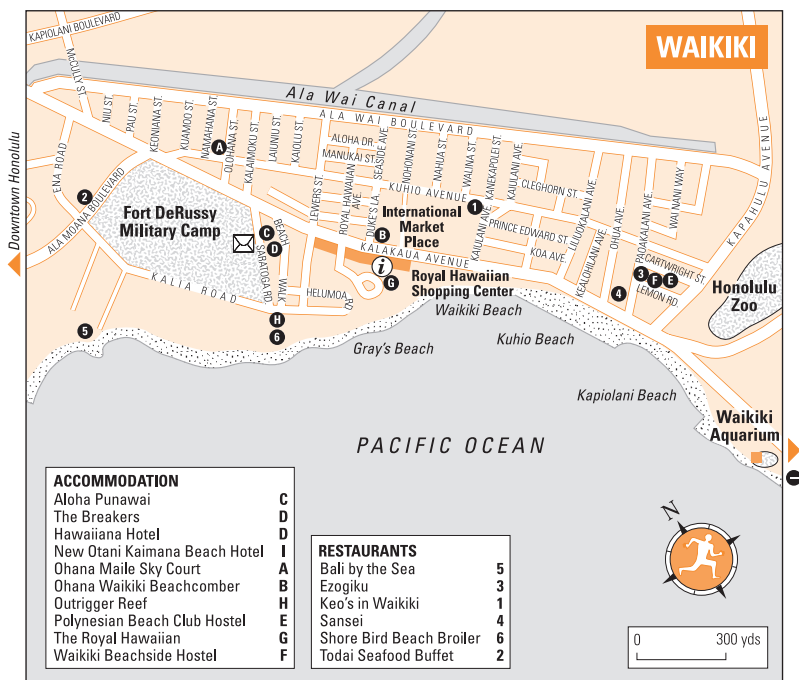 KAPIOLANI BOULEVARD
WAIKIKI
McCULLY ST.
Ala Wai Canal
ALA WAI BOULEVARD
NIU ST.
PAU ST.
KEONIANA ST.
KUAMOO ST.
NAMAHANA ST.
OLOHANA ST.
KALAIMOKU ST.
LAUNIU ST.
KAIOLU ST.
ALOHA DR.
MANUKAI ST.
LEWERS ST.
ROYAL HAWAIIAN AVE.
SEASIDE AVE.
DUKE'S LA.
NOHONANI ST.
NAHUA ST.
WALINA ST.
KANEKAPOLEI ST.
KAIULANI AVE.
KUHIO AVENUE
CLEGHORN ST.
KAIULANI AVE.
PRINCE EDWARD ST.
KOA AVE.
LILIUOKALANI AVE.
KEALOHILANI AVE.
OHUA AVE.
PAOAKALANI AVE.
WAI NANI WAY
KAPAHULU AVENUE
CARTWRIGHT ST.
LEMON RD.
A
ENA ROAD
2
ALA MOANA BOULEVARD
Downtown Honolulu
Fort DeRussy
Military Camp
C
D
BEACH
WALK
SARATOGA RD.
KALIA ROAD
HELUMOA
RD
International
Market
Place
1
B
KALAKAUA AVENUE
i
G
Royal Hawaiian
Shopping Center
3
F
E
4
Honolulu
Zoo
H
6
5
Waikiki Beach
Gray's Beach
Kuhio Beach
Kapiolani Beach
Waikiki
Aquarium
I
PACIFIC OCEAN
ACCOMMODATION
Aloha Punawai C
The Breakers D
Hawaiiana Hotel D
New Otani Kaimana Beach Hotel I
Ohana Maile Sky Court A
Ohana Waikiki Beachcomber B
Outrigger Reef H
Polynesian Beach Club Hostel E
The Royal Hawaiian G
Waikiki Beachside Hostel F
RESTAURANTS
Bali by the Sea 5
Ezogiku 3
Keo's in Waikiki 1
Sansei 4
Shore Bird Beach Broiler 6
Todai Seafood Buffet 2
N
0 300 yds